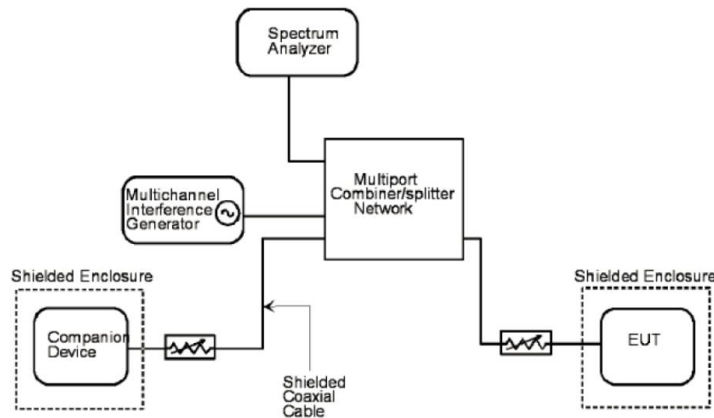 Spectrum
Analyzer
Multiport
Combiner/splitter
Network
Multichannel
Interference
Generator
Shielded Enclosure
Shielded Enclosure
Companion
Device
EUT
Shielded
Coaxial
Cable